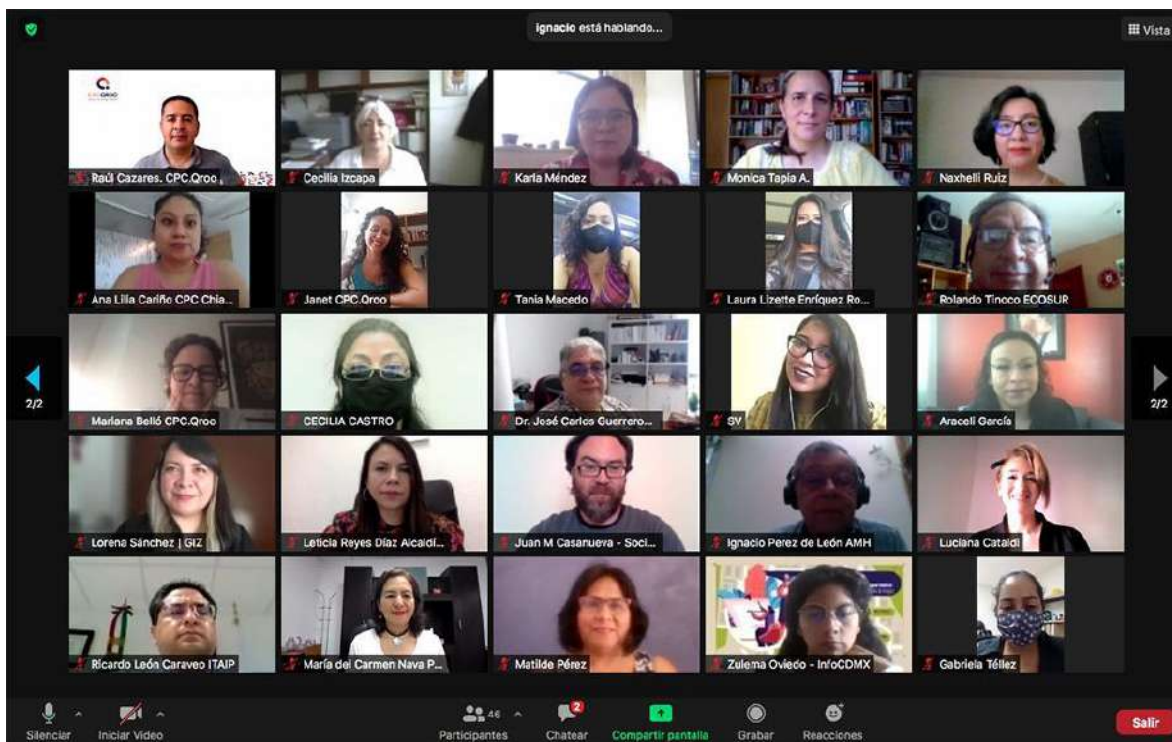 ignacio está hablando...
Vista
Raúl Cazares. CPC.Qroo
Cecilia Izcapa
Karla Méndez
Monica Tapia A.
Naxhelli Ruiz
Ana Lilia Cariño CPC Chia...
Janet CPC.Qroo
Tania Macedo
Laura Lizette Enríquez Ro...
Rolando Tinoco ECOSUR
Mariana Belló CPC.Qroo
CECILIA CASTRO
Dr. José Carlos Guerrero...
SV
Araceli García
2/2
2/2
Lorena Sánchez | GIZ
Leticia Reyes Díaz Alcaldí...
Juan M Casanueva - Soci...
Ignacio Perez de León AMH
Luciana Cataldi
Ricardo León Caraveo ITAIP
María del Carmen Nava P...
Matilde Pérez
Zulema Oviedo - InfoCDMX
Gabriela Téllez
Silenciar
Iniciar Video
46
Participantes
2
Chatear
Compartir pantalla
Grabar
Reacciones
Salir